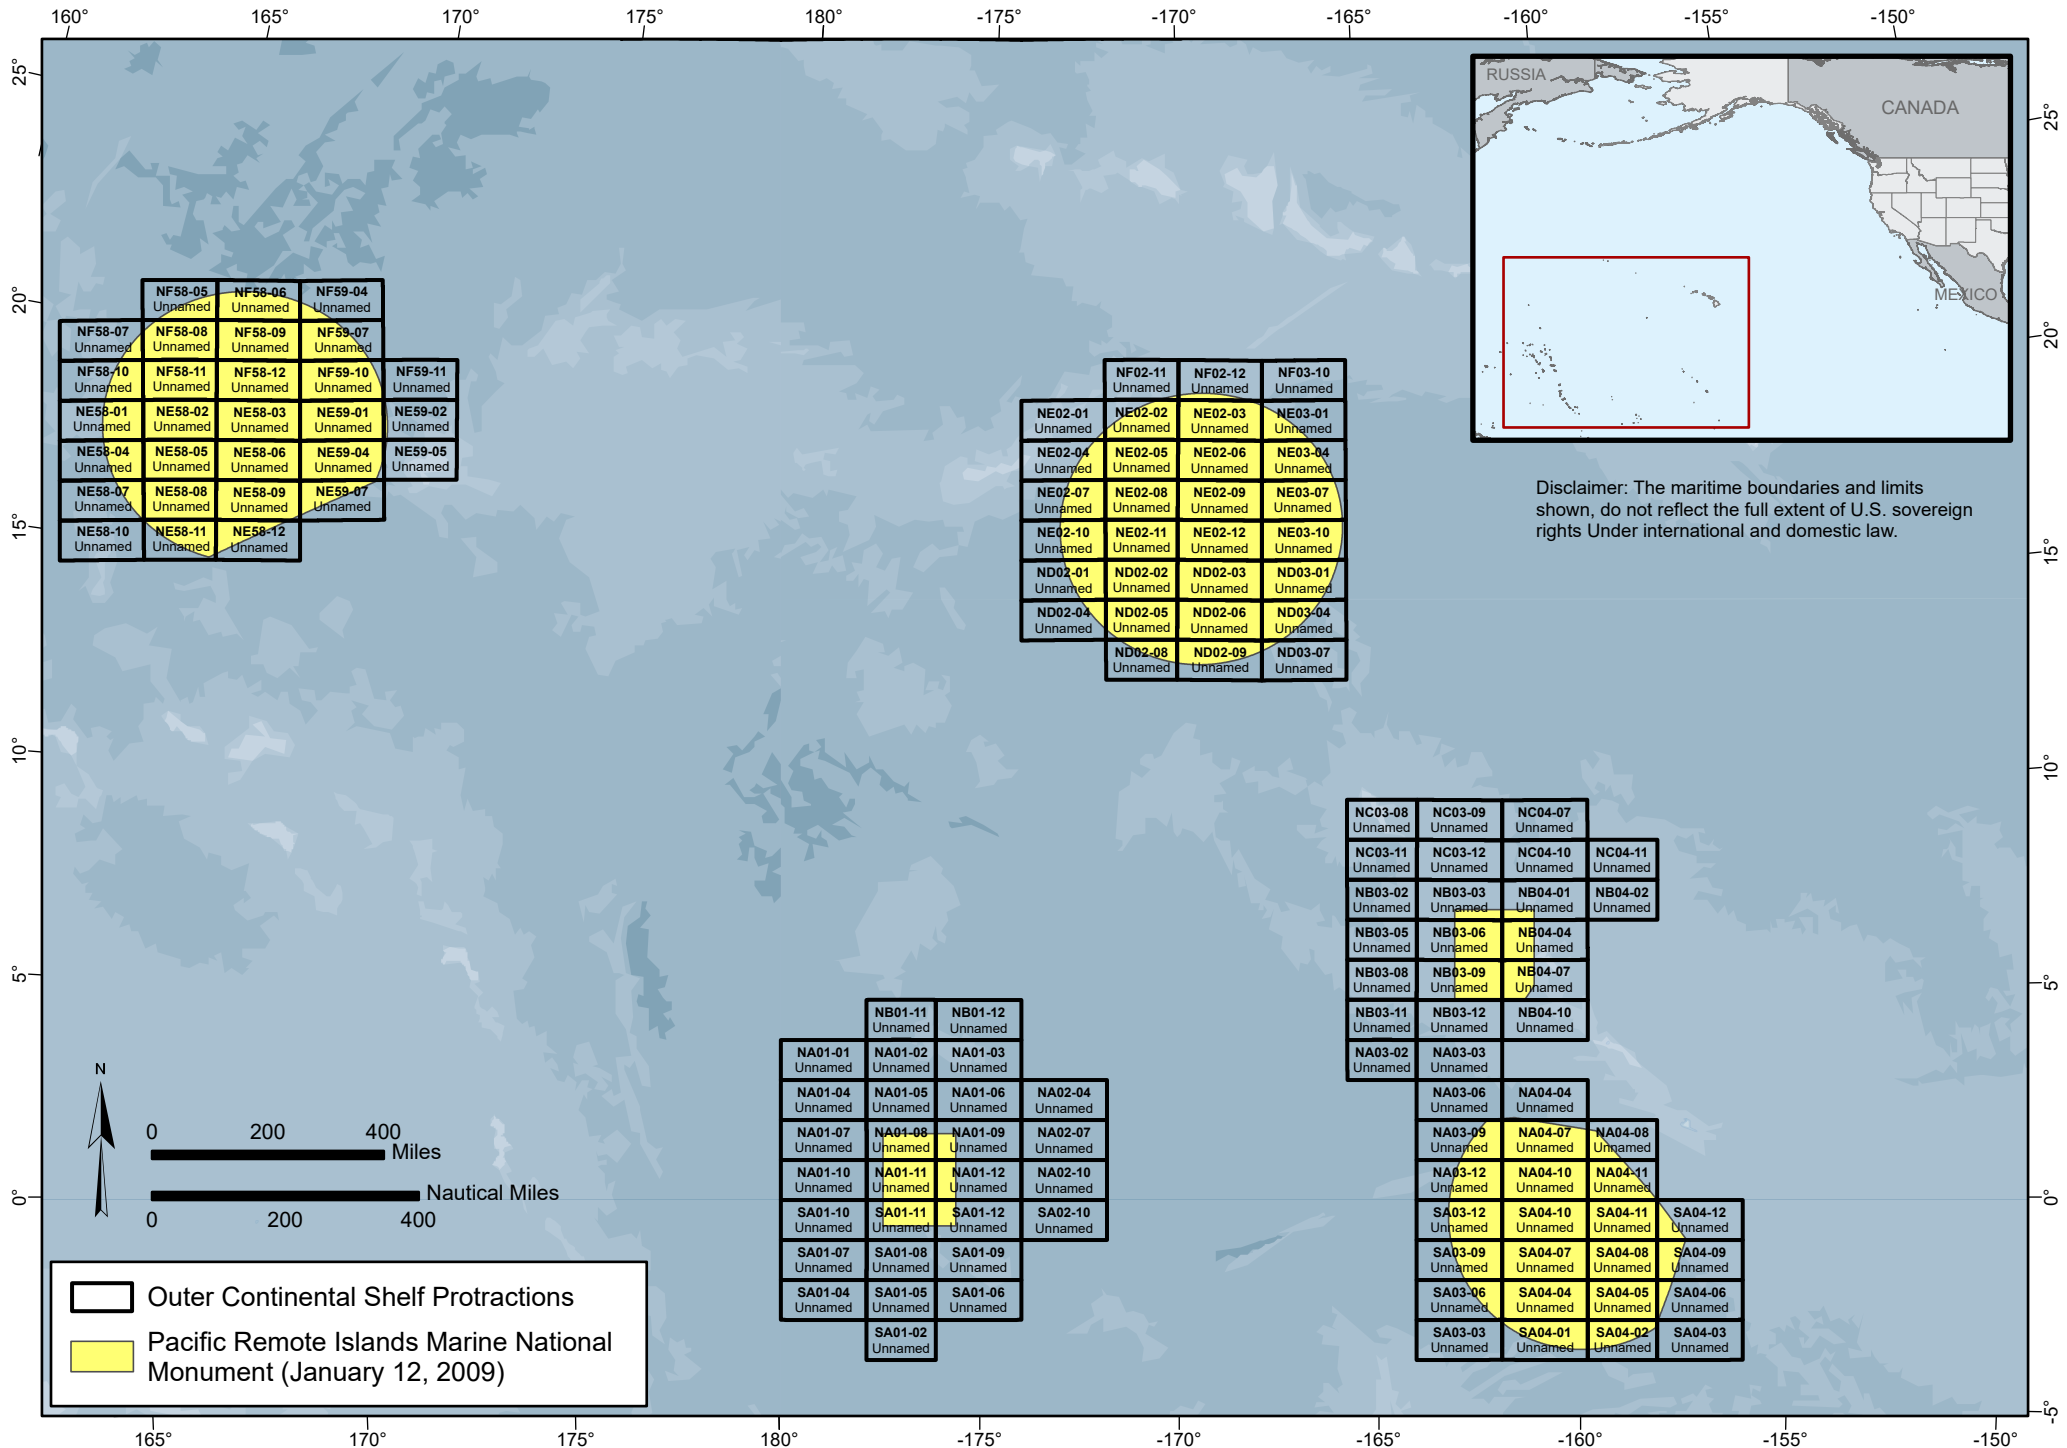 160°
165°
170°
175°
180°
-175°
-170°
-165°
-160°
-155°
-150°
25°
20°
15°
10°
5°
0°
25°
20°
15°
10°
5°
0°
-5°
RUSSIA
CANADA
MEXICO
Disclaimer: The maritime boundaries and limits
shown, do not reflect the full extent of U.S. sovereign
rights Under international and domestic law.
NF58-05
Unnamed
NF58-06
Unnamed
NF59-04
Unnamed
NF58-07
Unnamed
NF58-08
Unnamed
NF58-09
Unnamed
NF59-07
Unnamed
NF58-10
Unnamed
NF58-11
Unnamed
NF58-12
Unnamed
NF59-10
Unnamed
NF59-11
Unnamed
NE58-01
Unnamed
NE58-02
Unnamed
NE58-03
Unnamed
NE59-01
Unnamed
NE59-02
Unnamed
NE58-04
Unnamed
NE58-05
Unnamed
NE58-06
Unnamed
NE59-04
Unnamed
NE59-05
Unnamed
NE58-07
Unnamed
NE58-08
Unnamed
NE58-09
Unnamed
NE59-07
Unnamed
NE58-10
Unnamed
NE58-11
Unnamed
NE58-12
Unnamed
NF02-11
Unnamed
NF02-12
Unnamed
NF03-10
Unnamed
NE02-01
Unnamed
NE02-02
Unnamed
NE02-03
Unnamed
NE03-01
Unnamed
NE02-04
Unnamed
NE02-05
Unnamed
NE02-06
Unnamed
NE03-04
Unnamed
NE02-07
Unnamed
NE02-08
Unnamed
NE02-09
Unnamed
NE03-07
Unnamed
NE02-10
Unnamed
NE02-11
Unnamed
NE02-12
Unnamed
NE03-10
Unnamed
ND02-01
Unnamed
ND02-02
Unnamed
ND02-03
Unnamed
ND03-01
Unnamed
ND02-04
Unnamed
ND02-05
Unnamed
ND02-06
Unnamed
ND03-04
Unnamed
ND02-08
Unnamed
ND02-09
Unnamed
ND03-07
Unnamed
NC03-08
Unnamed
NC03-09
Unnamed
NC04-07
Unnamed
NC03-11
Unnamed
NC03-12
Unnamed
NC04-10
Unnamed
NC04-11
Unnamed
NB03-02
Unnamed
NB03-03
Unnamed
NB04-01
Unnamed
NB04-02
Unnamed
NB03-05
Unnamed
NB03-06
Unnamed
NB04-04
Unnamed
NB03-08
Unnamed
NB03-09
Unnamed
NB04-07
Unnamed
NB03-11
Unnamed
NB03-12
Unnamed
NB04-10
Unnamed
NA03-02
Unnamed
NA03-03
Unnamed
NA03-06
Unnamed
NA04-04
Unnamed
NA03-09
Unnamed
NA04-07
Unnamed
NA04-08
Unnamed
NA03-12
Unnamed
NA04-10
Unnamed
NA04-11
Unnamed
SA03-12
Unnamed
SA04-10
Unnamed
SA04-11
Unnamed
SA04-12
Unnamed
SA03-09
Unnamed
SA04-07
Unnamed
SA04-08
Unnamed
SA04-09
Unnamed
SA03-06
Unnamed
SA04-04
Unnamed
SA04-05
Unnamed
SA04-06
Unnamed
SA03-03
Unnamed
SA04-01
Unnamed
SA04-02
Unnamed
SA04-03
Unnamed
NB01-11
Unnamed
NB01-12
Unnamed
NA01-01
Unnamed
NA01-02
Unnamed
NA01-03
Unnamed
NA01-04
Unnamed
NA01-05
Unnamed
NA01-06
Unnamed
NA02-04
Unnamed
NA01-07
Unnamed
NA01-08
Unnamed
NA01-09
Unnamed
NA02-07
Unnamed
NA01-10
Unnamed
NA01-11
Unnamed
NA01-12
Unnamed
NA02-10
Unnamed
SA01-10
Unnamed
SA01-11
Unnamed
SA01-12
Unnamed
SA02-10
Unnamed
SA01-07
Unnamed
SA01-08
Unnamed
SA01-09
Unnamed
SA01-04
Unnamed
SA01-05
Unnamed
SA01-06
Unnamed
SA01-02
Unnamed
N
0 200 400
Miles
Nautical Miles
0 200 400
Outer Continental Shelf Protractions
Pacific Remote Islands Marine National
Monument (January 12, 2009)
165°
170°
175°
180°
-175°
-170°
-165°
-160°
-155°
-150°